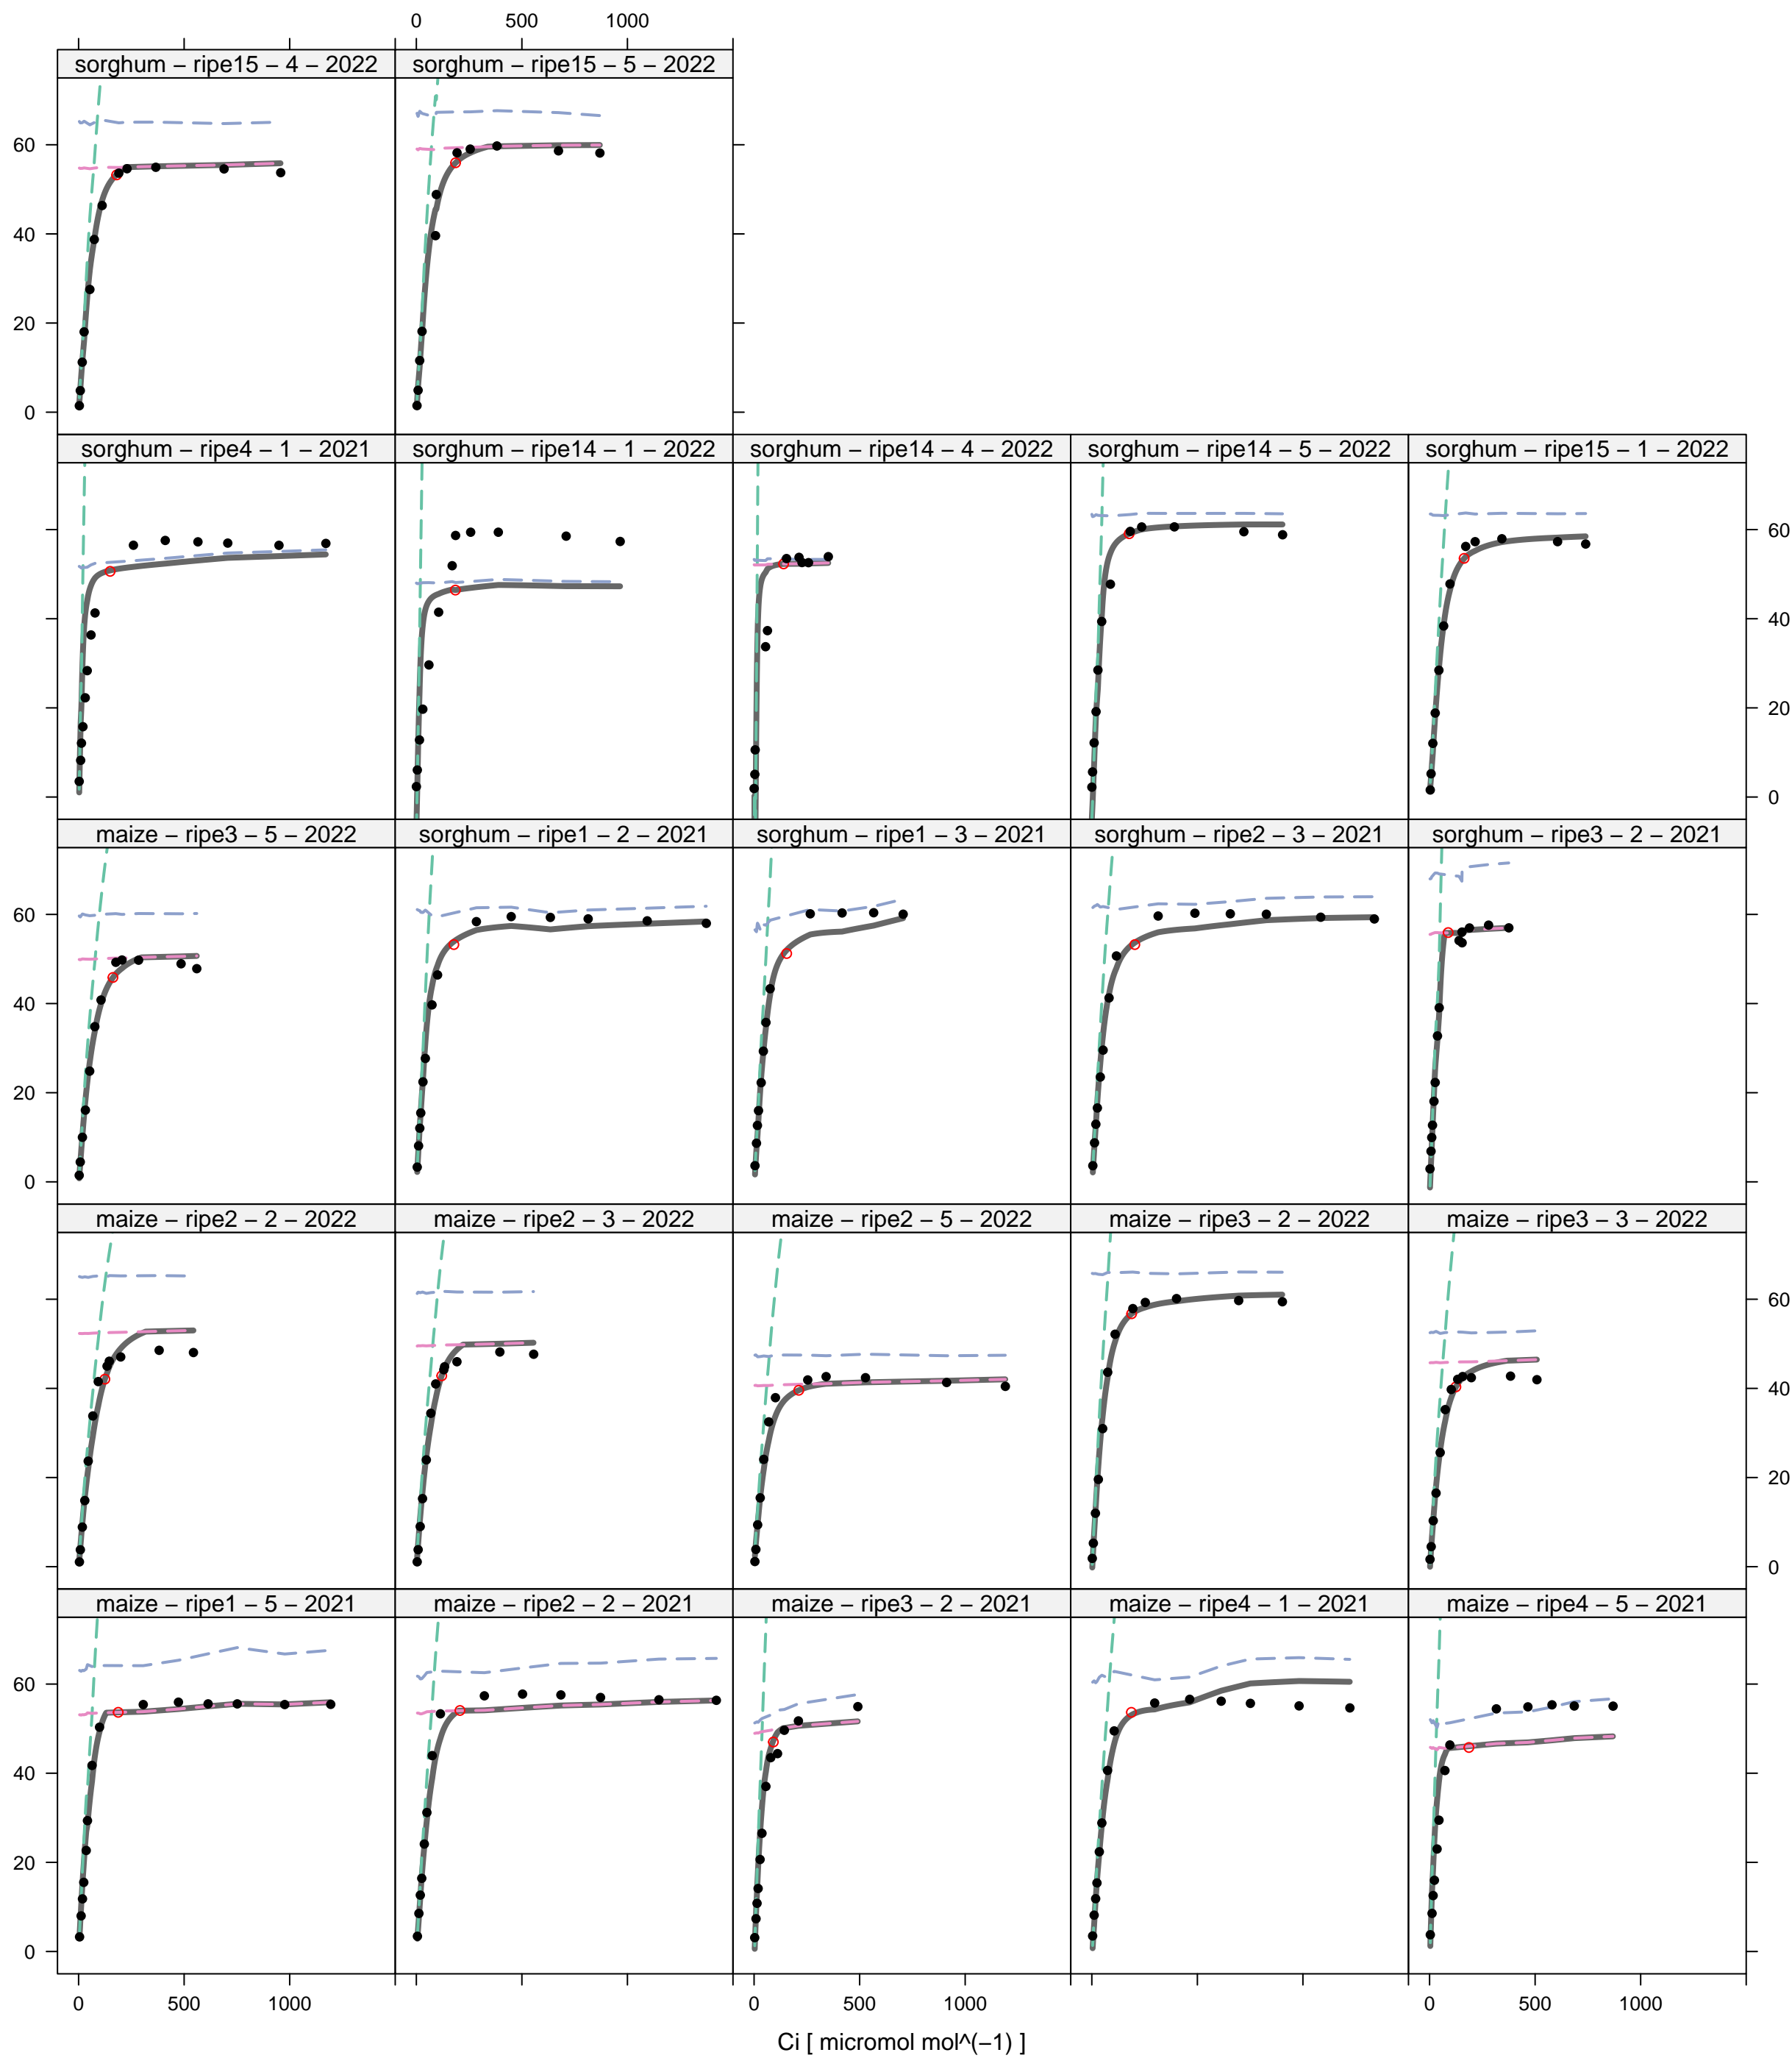 0 500 1000
sorghum − ripe15 − 4 − 2022 sorghum − ripe15 − 5 − 2022
60
40
20
0
sorghum − ripe4 − 1 − 2021 sorghum − ripe14 − 1 − 2022 sorghum − ripe14 − 4 − 2022 sorghum − ripe14 − 5 − 2022 sorghum − ripe15 − 1 − 2022
60
40
20
0
maize − ripe3 − 5 − 2022 sorghum − ripe1 − 2 − 2021 sorghum − ripe1 − 3 − 2021 sorghum − ripe2 − 3 − 2021 sorghum − ripe3 − 2 − 2021
60
40
20
0
maize − ripe2 − 2 − 2022 maize − ripe2 − 3 − 2022 maize − ripe2 − 5 − 2022 maize − ripe3 − 2 − 2022 maize − ripe3 − 3 − 2022
60
40
20
0
maize − ripe1 − 5 − 2021 maize − ripe2 − 2 − 2021 maize − ripe3 − 2 − 2021 maize − ripe4 − 1 − 2021 maize − ripe4 − 5 − 2021
60
40
20
0
0 500 1000 0 500 1000 0 500 1000
Ci [ micromol mol^(−1) ]